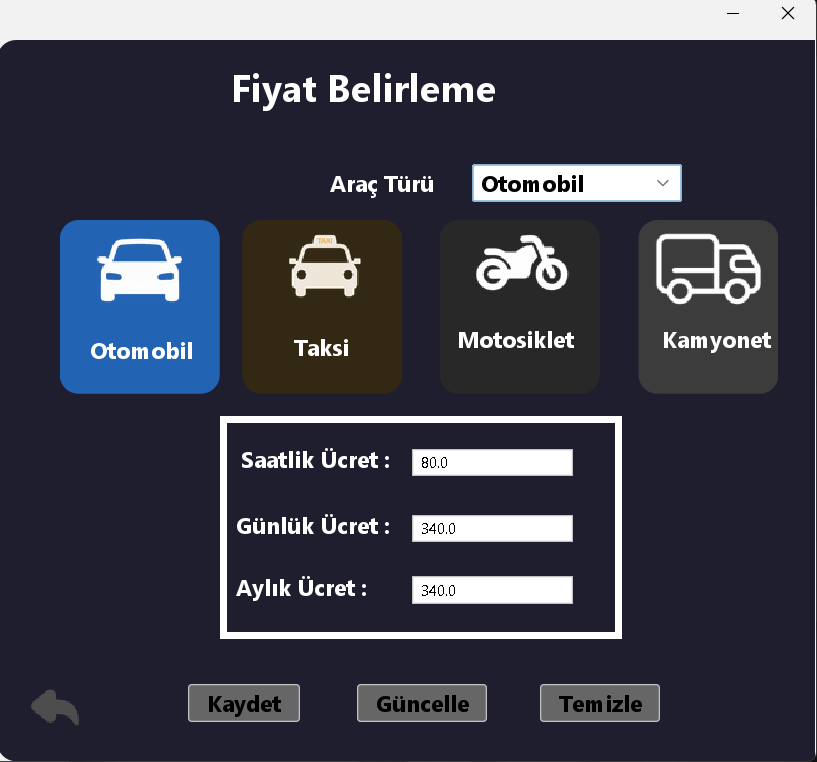 Fiyat Belirleme
Araç Türü
Otomobil
TAXI
Otomobil
Taksi
Motosiklet
Kamyonet
Saatlik Ücret :
80.0
Günlük Ücret :
340.0
Aylık Ücret :
340.0
Kaydet
Güncelle
Temizle